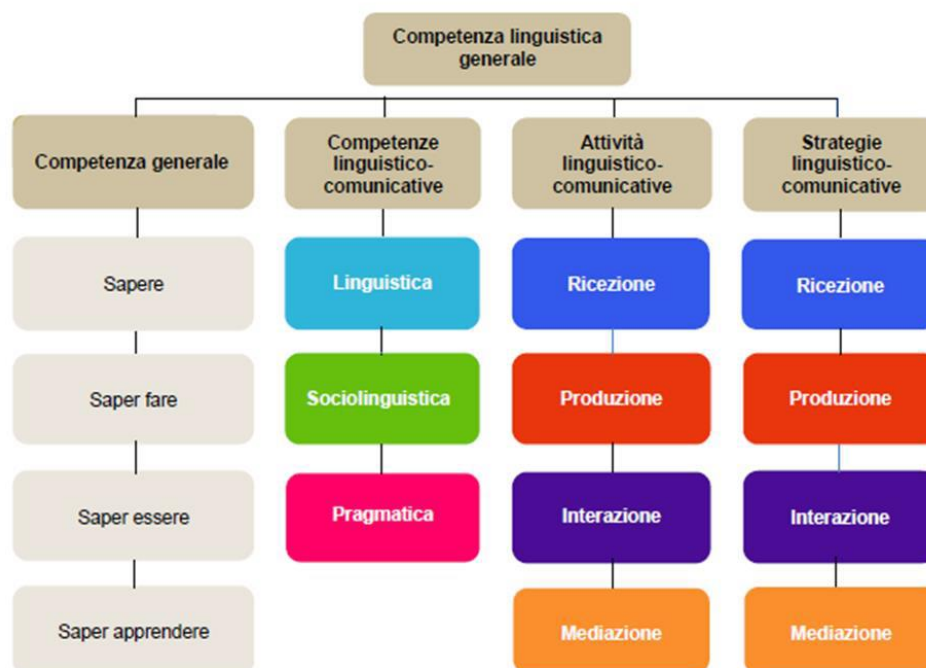 Competenza linguistica
generale
Competenza generale
Competenze
linguistico-
comunicative
Attività
linguistico-
comunicative
Strategie
linguistico-
comunicative
Sapere
Linguistica
Ricezione
Ricezione
Saper fare
Sociolinguistica
Produzione
Produzione
Saper essere
Pragmatica
Interazione
Interazione
Saper apprendere
Mediazione
Mediazione